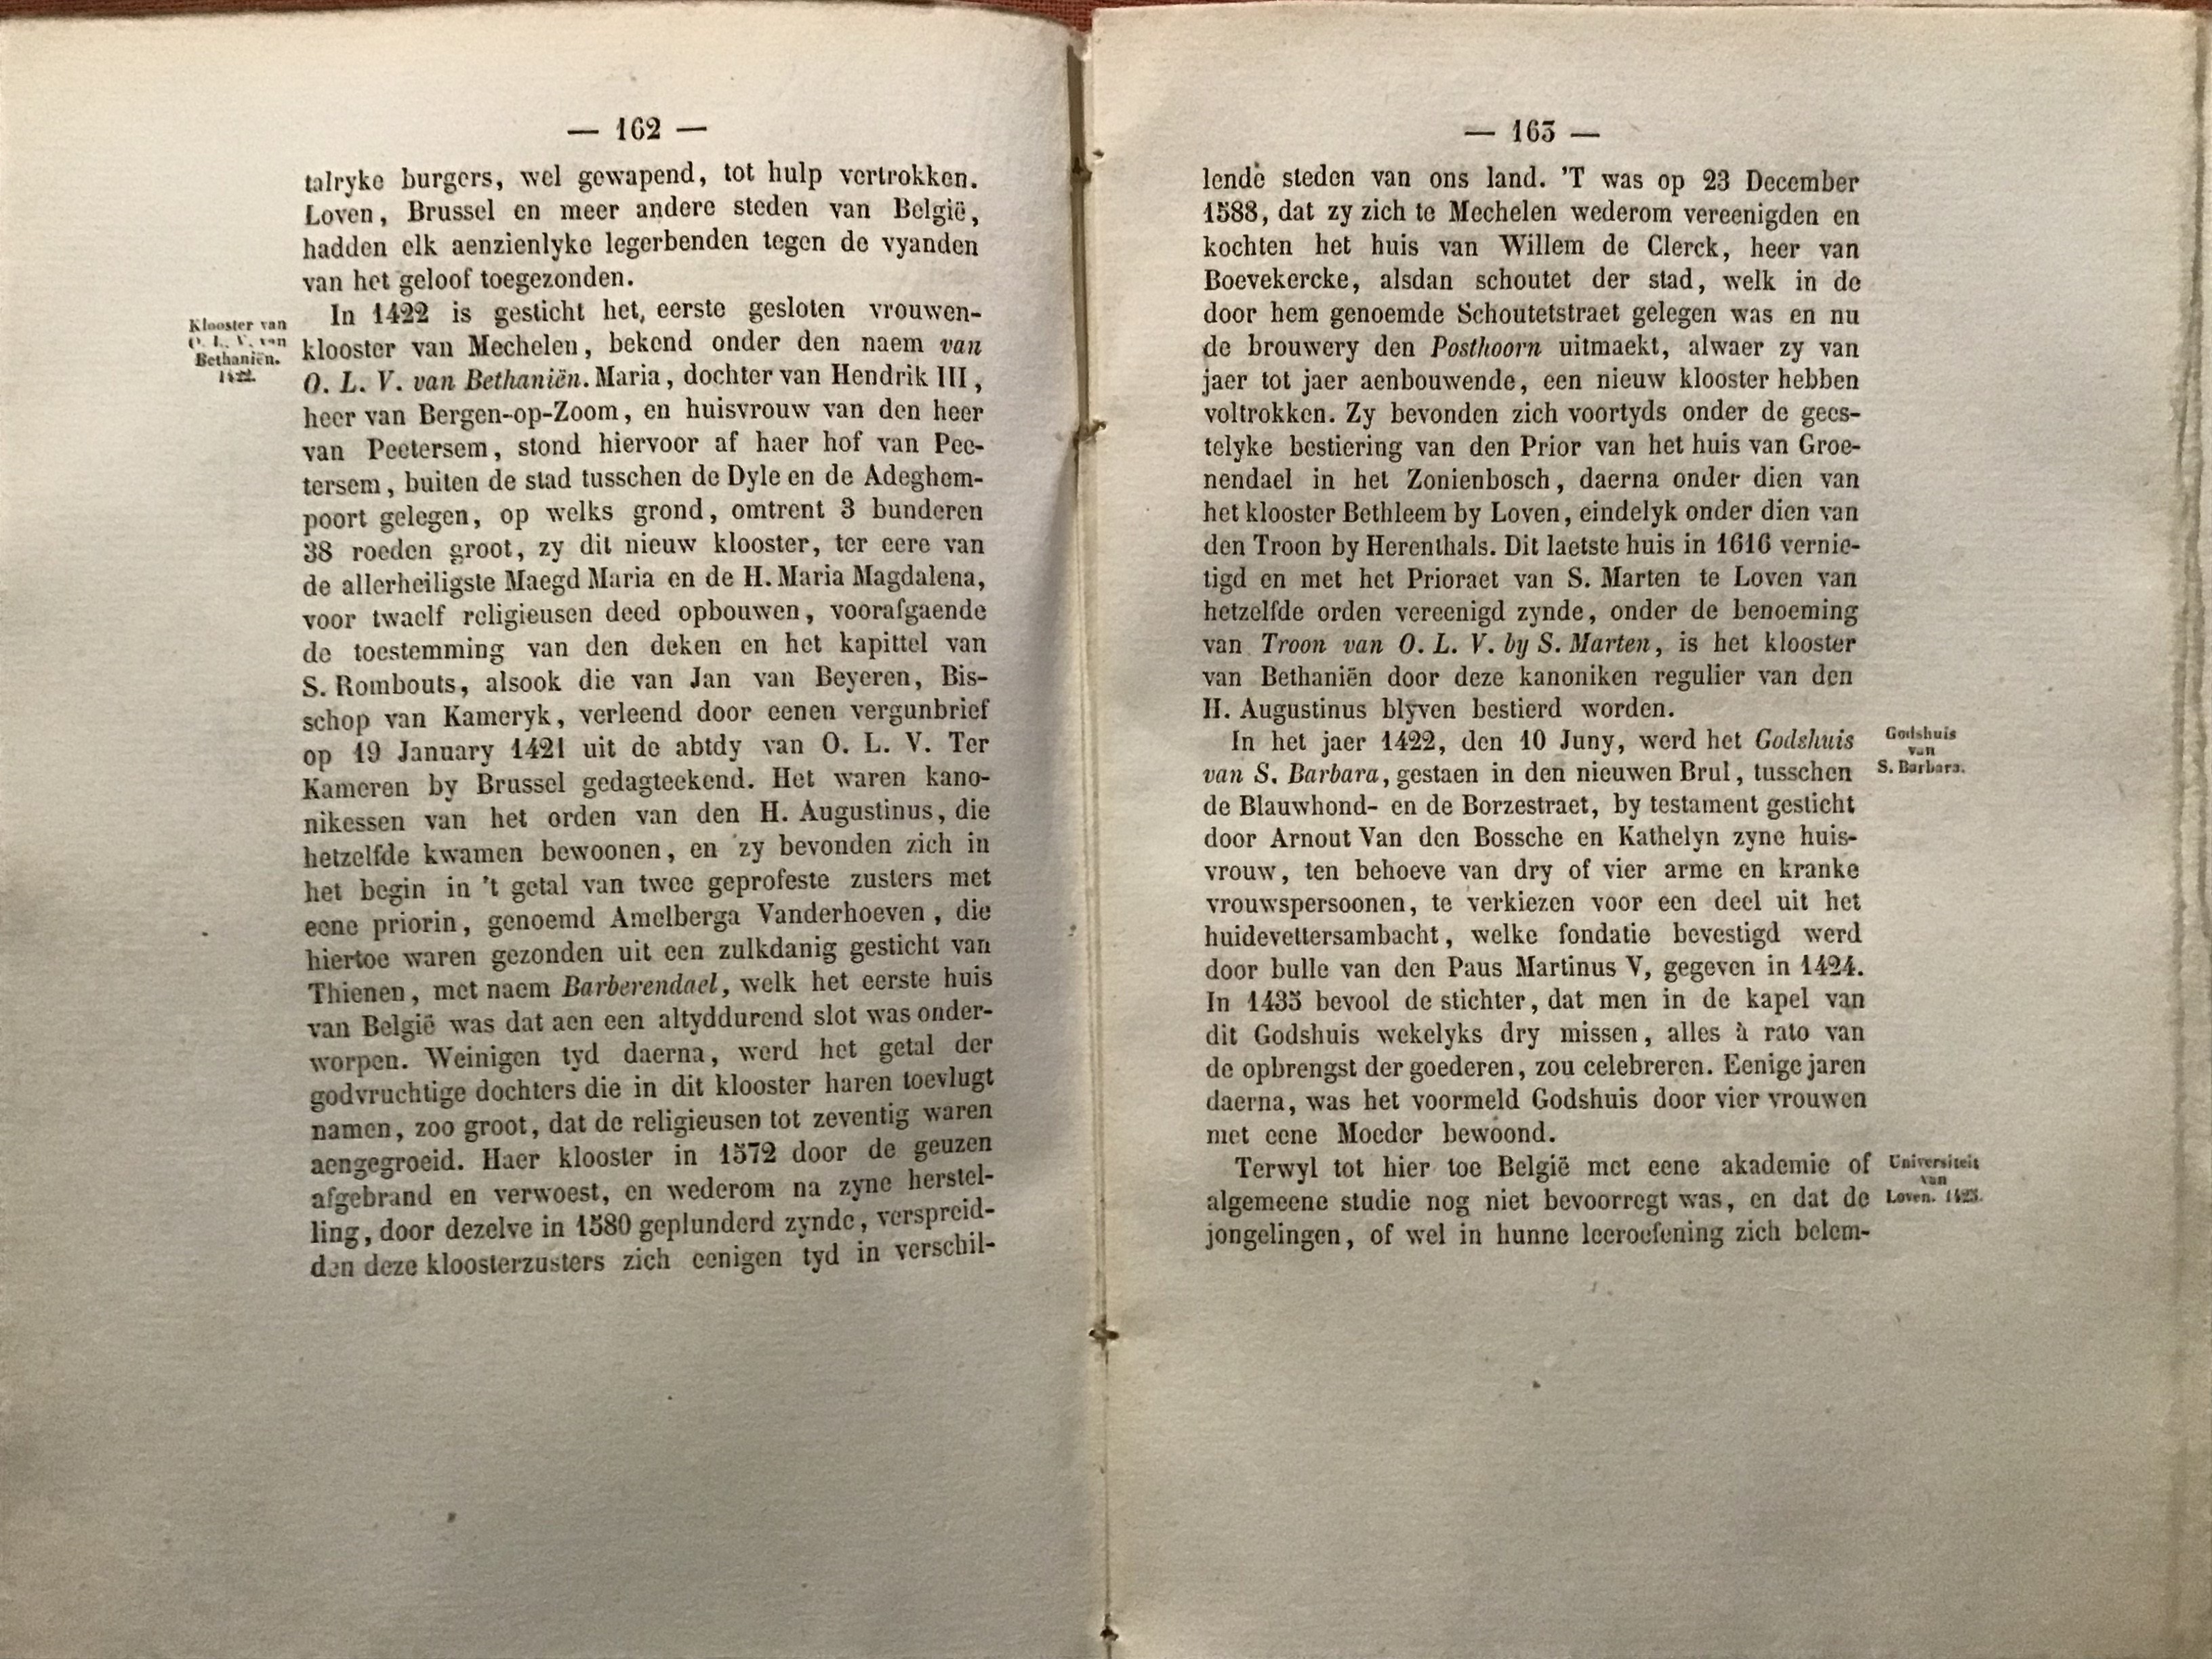 — 162 —
talryke burgers, wel gewapend, tot hulp vertrokken.
Loven, Brussel en meer andere steden van België,
hadden elk aenzienlyke legerbenden tegen de vyanden
van het geloof toegezonden.
Klooster van
O. L. V. van
Bethaniën.
1422.
In 1422 is gesticht het, eerste gesloten vrouwen-
klooster van Mechelen, bekend onder den naem van
O. L. V. van Bethaniën. Maria, dochter van Hendrik III,
heer van Bergen-op-Zoom, en huisvrouw van den heer
van Peetersem, stond hiervoor af haer hof van Pee-
tersem, buiten de stad tusschen de Dyle en de Adeghem-
poort gelegen, op welks grond, omtrent 3 bunderen
38 roeden groot, zy dit nieuw klooster, ter eere van
de allerheiligste Maegd Maria en de H. Maria Magdalena,
voor twaelf religieusen deed opbouwen, voorafgaende
de toestemming van den deken en het kapittel van
S. Rombouts, alsook die van Jan van Beyeren, Bis-
schop van Kameryk, verleend door eenen vergunbrief
op 19 January 1421 uit de abtdy van O. L. V. Ter
Kameren by Brussel gedagteekend. Het waren kano-
nikessen van het orden van den H. Augustinus, die
hetzelfde kwamen bewoonen, en zy bevonden zich in
het begin in 't getal van twee geprofeste zusters met
eene priorin, genoemd Amelberga Vanderhoeven, die
hiertoe waren gezonden uit een zulkdanig gesticht van
Thienen, met naem Barberendael, welk het eerste huis
van België was dat aen een altyddurend slot was onder-
worpen. Weinigen tyd daerna, werd het getal der
godvruchtige dochters die in dit klooster haren toevlugt
namen, zoo groot, dat de religieusen tot zeventig waren
aengegroeid. Haer klooster in 1572 door de geuzen
afgebrand en verwoest, en wederom na zyne herstel-
ling, door dezelve in 1580 geplunderd zynde, verspreid-
den deze kloosterzusters zich eenigen tyd in verschil-
— 163 —
lende steden van ons land. 'T was op 23 December
1588, dat zy zich te Mechelen wederom vereenigden en
kochten het huis van Willem de Clerck, heer van
Boevekercke, alsdan schoutet der stad, welk in de
door hem genoemde Schoutetstraet gelegen was en nu
de brouwery den Posthoorn uitmaekt, alwaer zy van
jaer tot jaer aenbouwende, een nieuw klooster hebben
voltrokken. Zy bevonden zich voortyds onder de gees-
telyke bestiering van den Prior van het huis van Groe-
nendael in het Zonienbosch, daerna onder dien van
het klooster Bethleem by Loven, eindelyk onder dien van
den Troon by Herenthals. Dit laetste huis in 1616 vernie-
tigd en met het Prioraet van S. Marten te Loven van
hetzelfde orden vereenigd zynde, onder de benoeming
van Troon van O. L. V. by S. Marten, is het klooster
van Bethaniën door deze kanoniken regulier van den
H. Augustinus blyven bestierd worden.
Godshuis
van
S. Barbara.
In het jaer 1422, den 10 Juny, werd het Godshuis
van S. Barbara, gestaen in den nieuwen Brul, tusschen
de Blauwhond- en de Borzestraet, by testament gesticht
door Arnout Van den Bossche en Kathelyn zyne huis-
vrouw, ten behoeve van dry of vier arme en kranke
vrouwspersoonen, te verkiezen voor een deel uit het
huidevettersambacht, welke fondatie bevestigd werd
door bulle van den Paus Martinus V, gegeven in 1424.
In 1435 bevool de stichter, dat men in de kapel van
dit Godshuis wekelyks dry missen, alles à rato van
de opbrengst der goederen, zou celebreren. Eenige jaren
daerna, was het voormeld Godshuis door vier vrouwen
met eene Moeder bewoond.
Universiteit
van
Loven. 1425.
Terwyl tot hier toe België met eene akademie of
algemeene studie nog niet bevoorregt was, en dat de
jongelingen, of wel in hunne leeroefening zich belem-